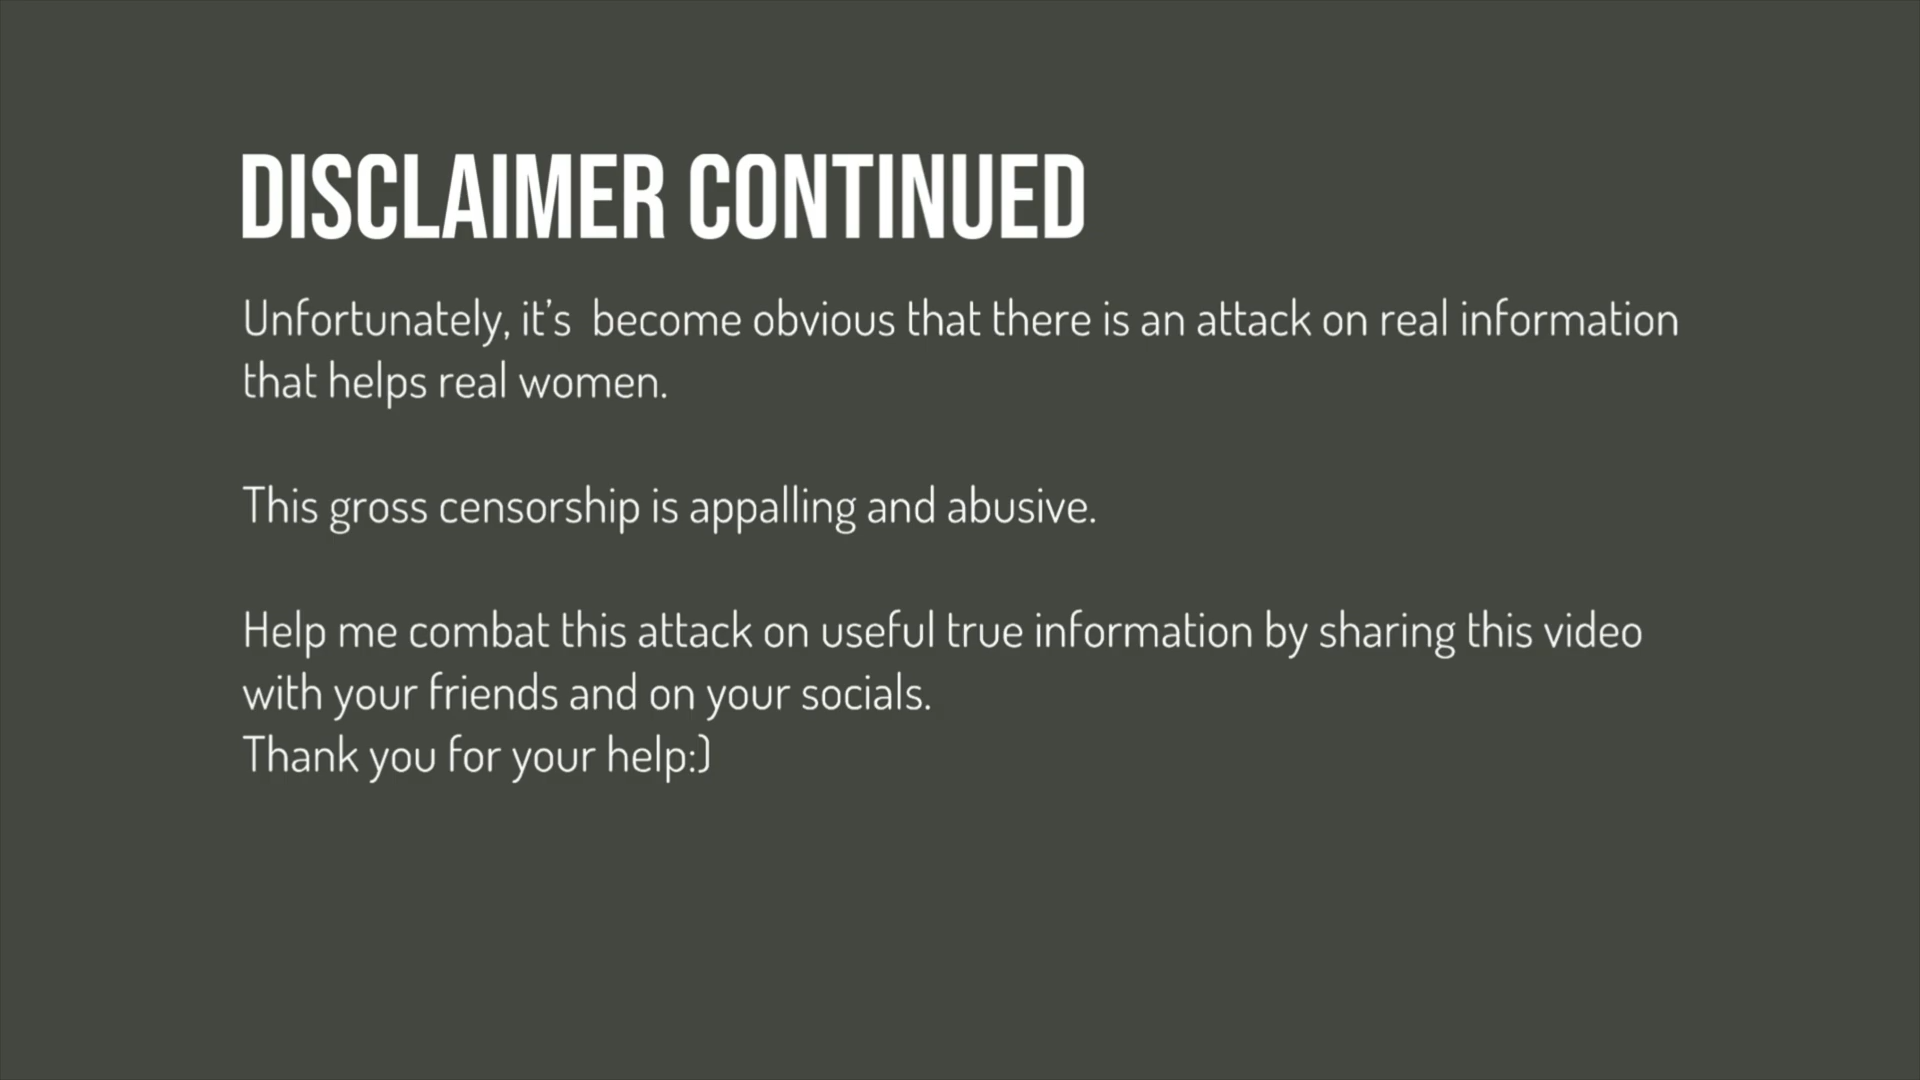 DISCLAIMER CONTINUED
Unfortunately, it's  become obvious that there is an attack on real information
that helps real women.
This gross censorship is appalling and abusive.
Help me combat this attack on useful true information by sharing this video
with your friends and on your socials.
Thank you for your help:)